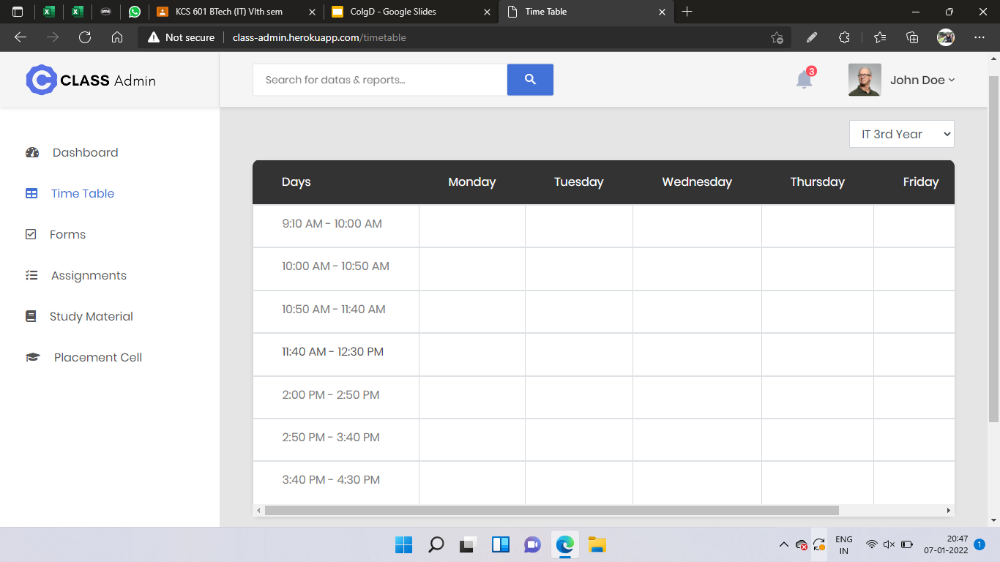 KCS 601 BTech (IT) VIth sem
ColgD - Google Slides
Time Table
Not secure
class-admin.herokuapp.com/timetable
CLASS Admin
Search for datas & reports...
3
John Doe
IT 3rd Year
Dashboard
Time Table
Forms
Assignments
Study Material
Placement Cell
Days Monday Tuesday Wednesday Thursday Friday
9:10 AM - 10:00 AM
10:00 AM - 10:50 AM
10:50 AM - 11:40 AM
11:40 AM - 12:30 PM
2:00 PM - 2:50 PM
2:50 PM - 3:40 PM
3:40 PM - 4:30 PM
ENG
IN
20:47
07-01-2022
1